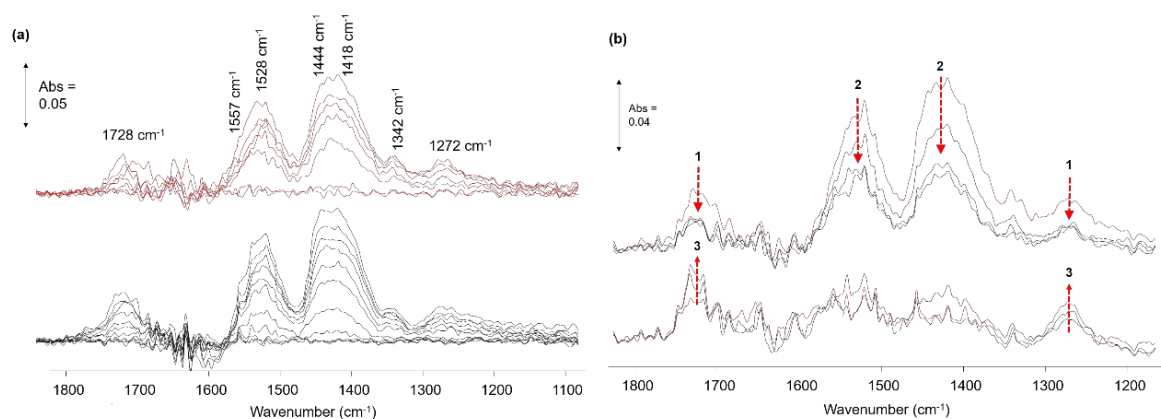 (a)
Abs =
0.05
1728 cm-1
1557 cm-1
1528 cm-1
1444 cm-1
1418 cm-1
1342 cm-1
1272 cm-1
1800 1700 1600 1500 1400 1300 1200 1100
Wavenumber (cm-1)
(b)
Abs =
0.04
1
2
2
1
3
3
1800 1700 1600 1500 1400 1300 1200
Wavenumber (cm-1)